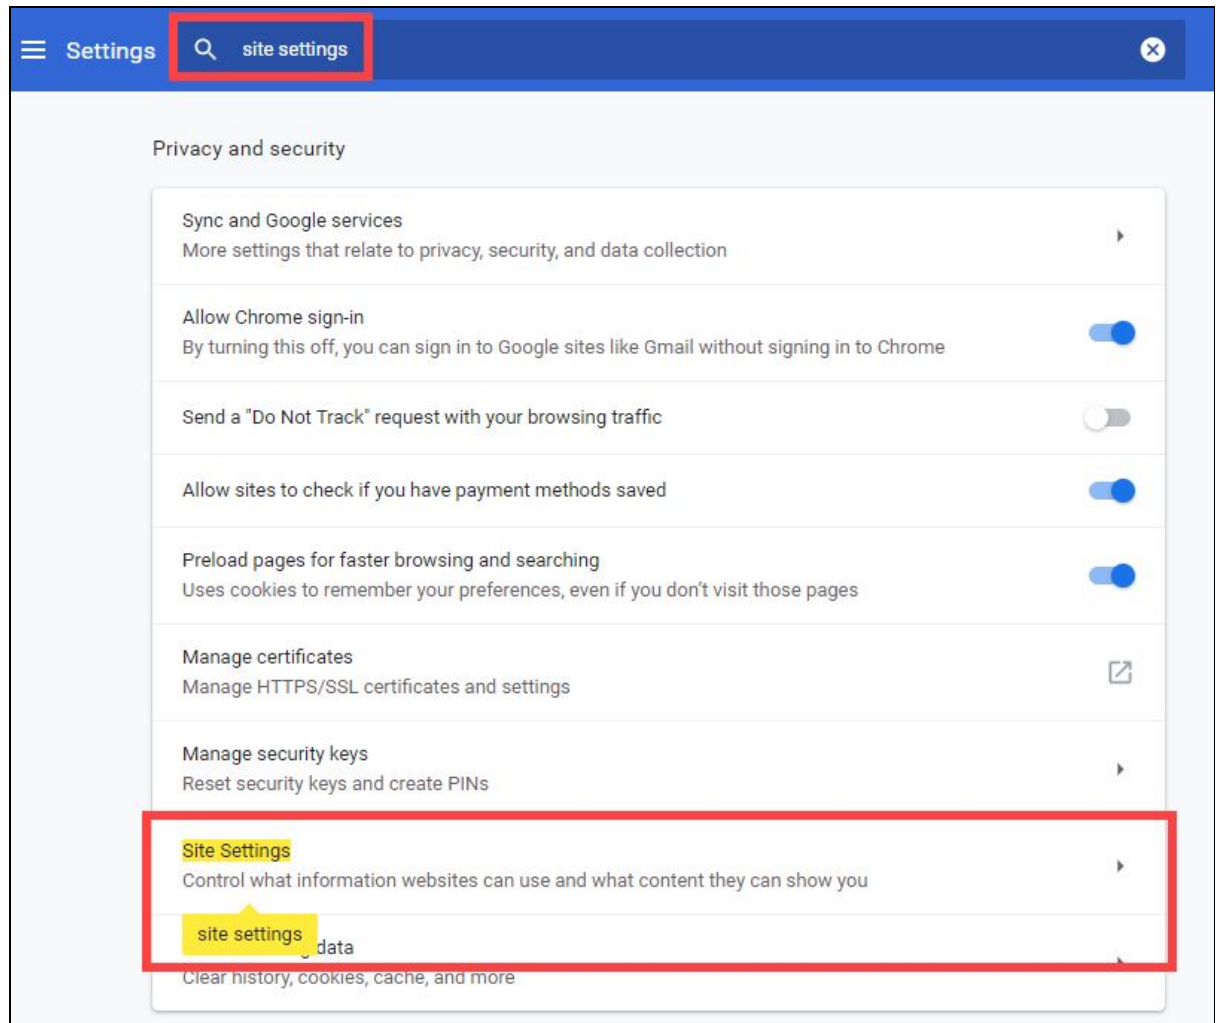 Settings
site settings
Privacy and security
Sync and Google services
More settings that relate to privacy, security, and data collection
Allow Chrome sign-in
By turning this off, you can sign in to Google sites like Gmail without signing in to Chrome
Send a "Do Not Track" request with your browsing traffic
Allow sites to check if you have payment methods saved
Preload pages for faster browsing and searching
Uses cookies to remember your preferences, even if you don't visit those pages
Manage certificates
Manage HTTPS/SSL certificates and settings
Manage security keys
Reset security keys and create PINs
Site Settings
Control what information websites can use and what content they can show you
site settings
data
Clear history, cookies, cache, and more